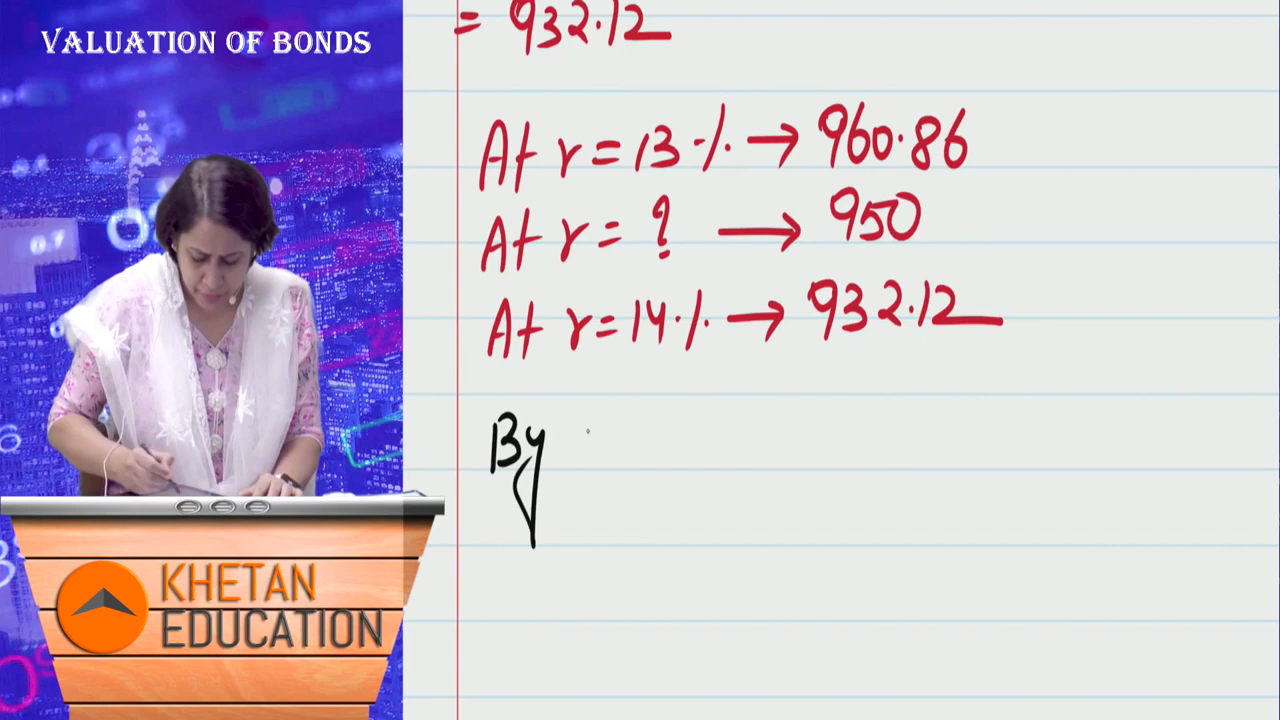 VALUATION OF BONDS
= 932.12
At r = 13 % → 960.86
At r = ? → 950
At r = 14 % → 932.12
By
KHETAN
EDUCATION